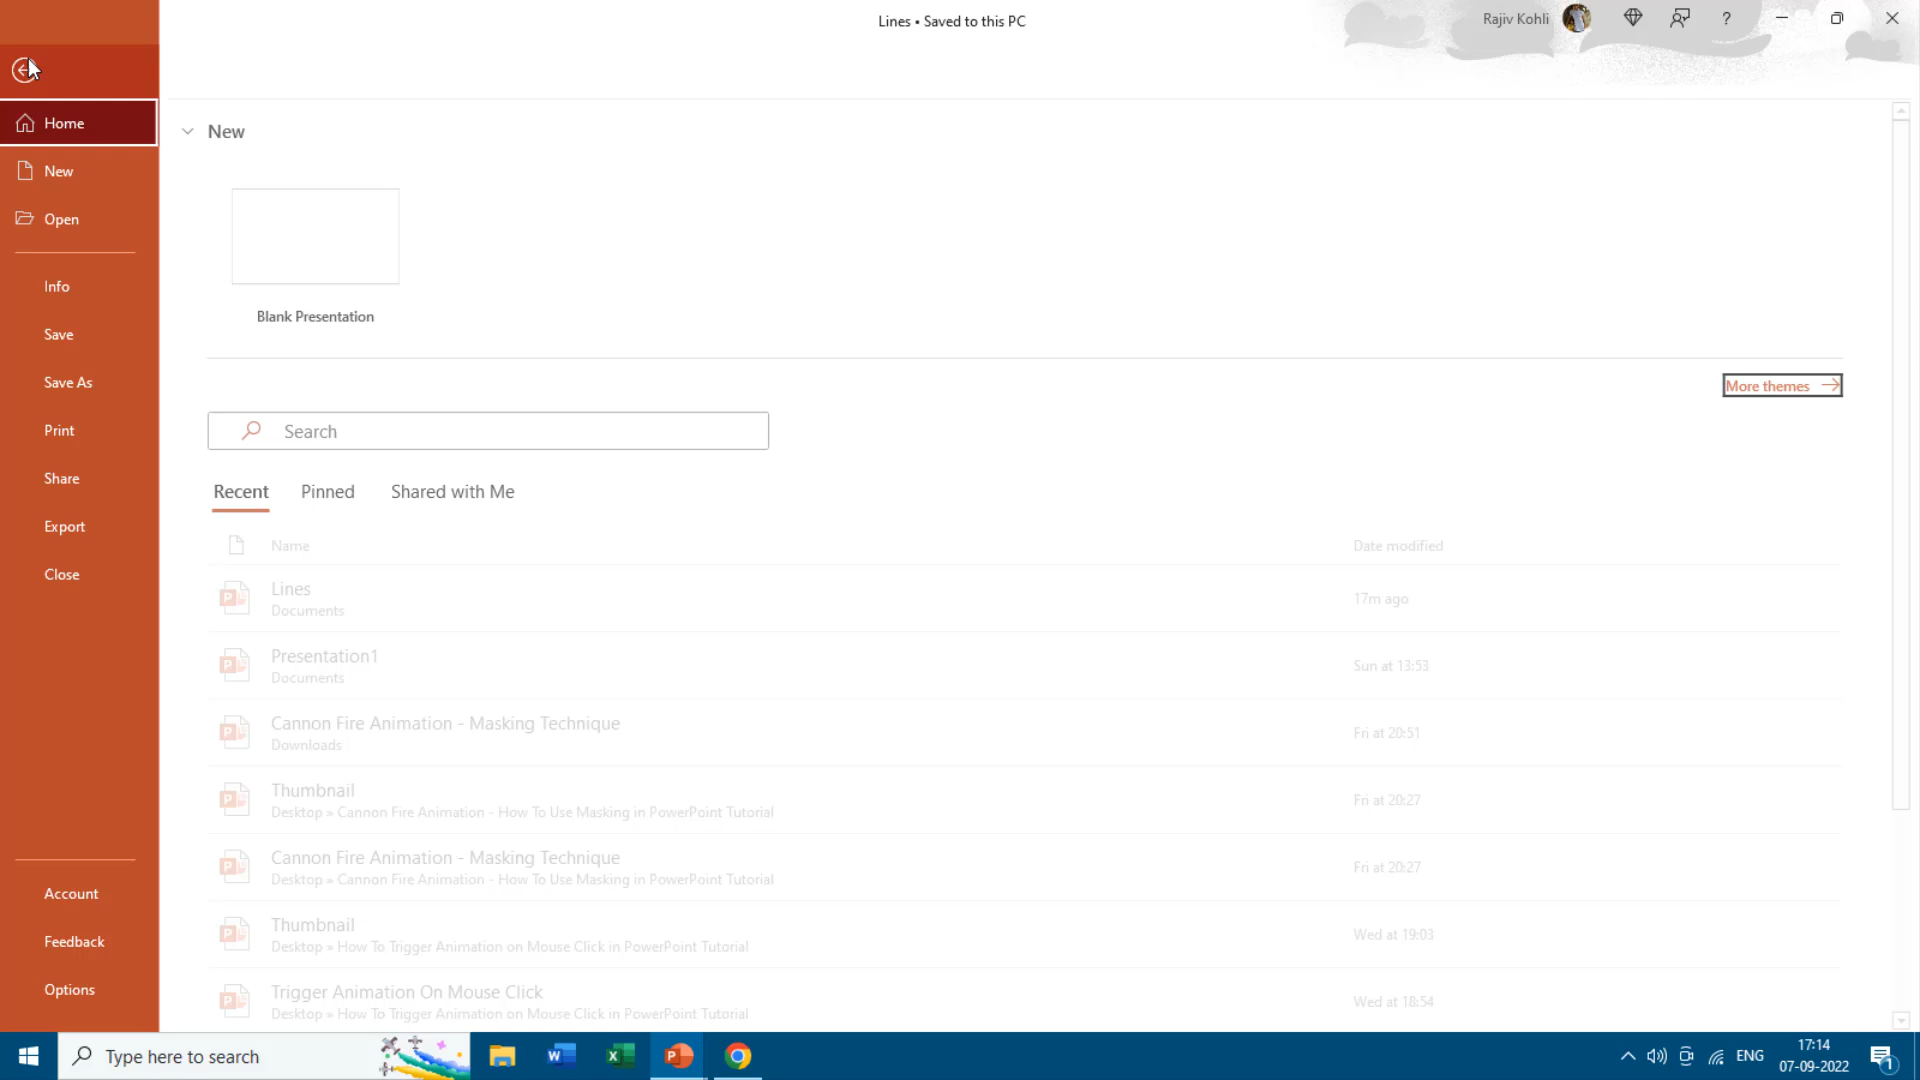 Lines • Saved to this PC
Rajiv Kohli
?
Home
New
Open
Info
Save
Save As
Print
Share
Export
Close
Account
Feedback
Options
New
Blank Presentation
More themes
Search
Recent Pinned Shared with Me
Name Date modified
Lines
Documents
17m ago
Presentation1
Documents
Sun at 13:53
Cannon Fire Animation - Masking Technique
Downloads
Fri at 20:51
Thumbnail
Desktop » Cannon Fire Animation - How To Use Masking in PowerPoint Tutorial
Fri at 20:27
Cannon Fire Animation - Masking Technique
Desktop » Cannon Fire Animation - How To Use Masking in PowerPoint Tutorial
Fri at 20:27
Thumbnail
Desktop » How To Trigger Animation on Mouse Click in PowerPoint Tutorial
Wed at 19:03
Trigger Animation On Mouse Click
Desktop » How To Trigger Animation on Mouse Click in PowerPoint Tutorial
Wed at 18:54
Type here to search
ENG
17:14
07-09-2022
1